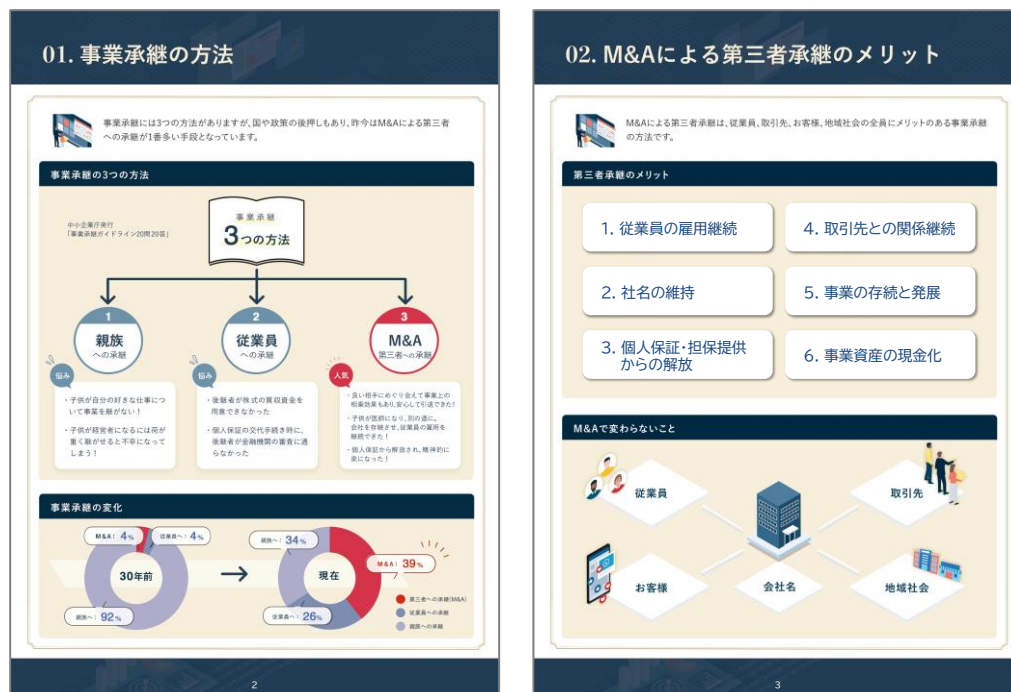 01. 事業承継の方法
事業承継には3つの方法がありますが、国や政策の後押しもあり、昨今はM&Aによる第三者
への承継が1番多い手段となっています。
事業承継の3つの方法
中小企業庁発行
「事業承継ガイドライン20問20答」
事業承継
3つの方法
1
親族
への承継
悩み
・子供が自分の好きな仕事につ
いて事業を継がない！
・子供が経営者になるには荷が
重く継がせると不幸になって
しまう！
2
従業員
への承継
悩み
・後継者が株式の買収資金を
用意できなかった
・個人保証の交代手続き時に、
後継者が金融機関の審査に通
らなかった
3
M&A
第三者への承継
人気
・良い相手にめぐり会えて事業上の
相乗効果もあり、安心して引退できた！
・子供が医師になり、別の道に。
会社を存続させ、従業員の雇用を
継続できた！
・個人保証から解放され、精神的に
楽になった！
事業承継の変化
M&A: 4%
従業員へ: 4%
30年前
親族へ: 92%
親族へ: 34%
現在
M&A: 39%
従業員へ: 26%
第三者への承継(M&A)
従業員への承継
親族への承継
2
02. M&Aによる第三者承継のメリット
M&Aによる第三者承継は、従業員、取引先、お客様、地域社会の全員にメリットのある事業承継
の方法です。
第三者承継のメリット
1. 従業員の雇用継続
2. 社名の維持
3. 個人保証・担保提供
からの解放
4. 取引先との関係継続
5. 事業の存続と発展
6. 事業資産の現金化
M&Aで変わらないこと
従業員
取引先
お客様
会社名
地域社会
3